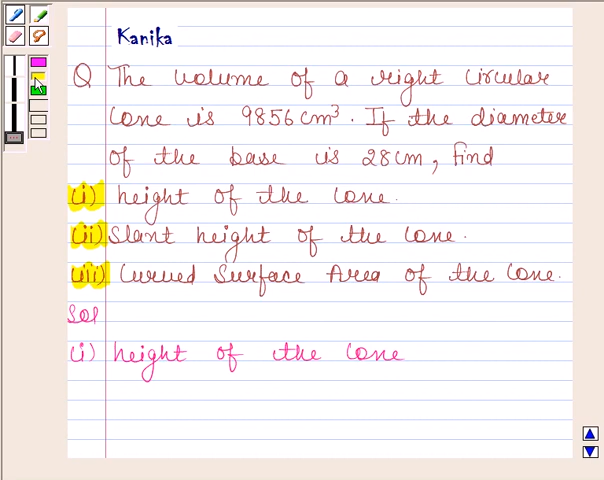 Kanika
Q The volume of a right circular
cone is 9856 cm³. If the diameter
of the base is 28 cm, find
(i) height of the cone.
(ii) Slant height of the cone.
(iii) Curved Surface Area of the cone.
Sol
(i) height of the cone